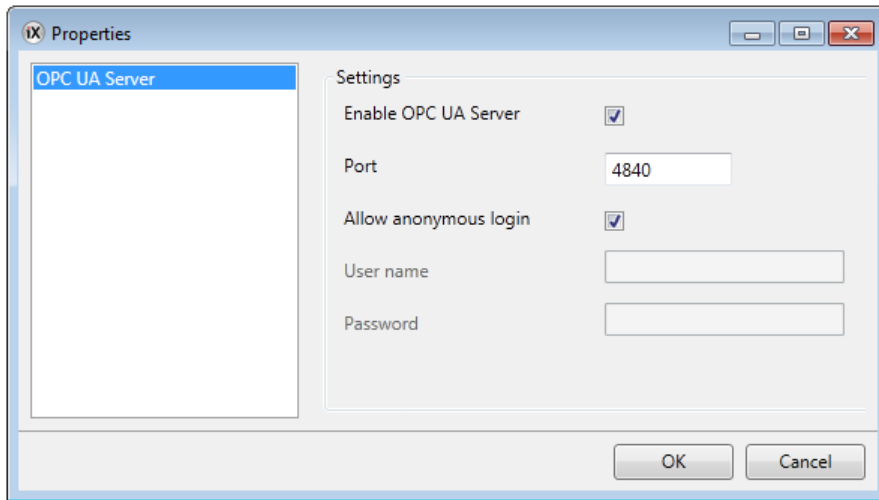 iX Properties
OPC UA Server
Settings
Enable OPC UA Server
Port 4840
Allow anonymous login
User name
Password
OK Cancel